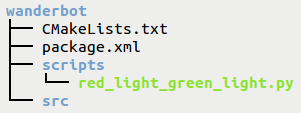 wanderbot
├── CMakeLists.txt
├── package.xml
├── scripts
│   └── red_light_green_light.py
└── src